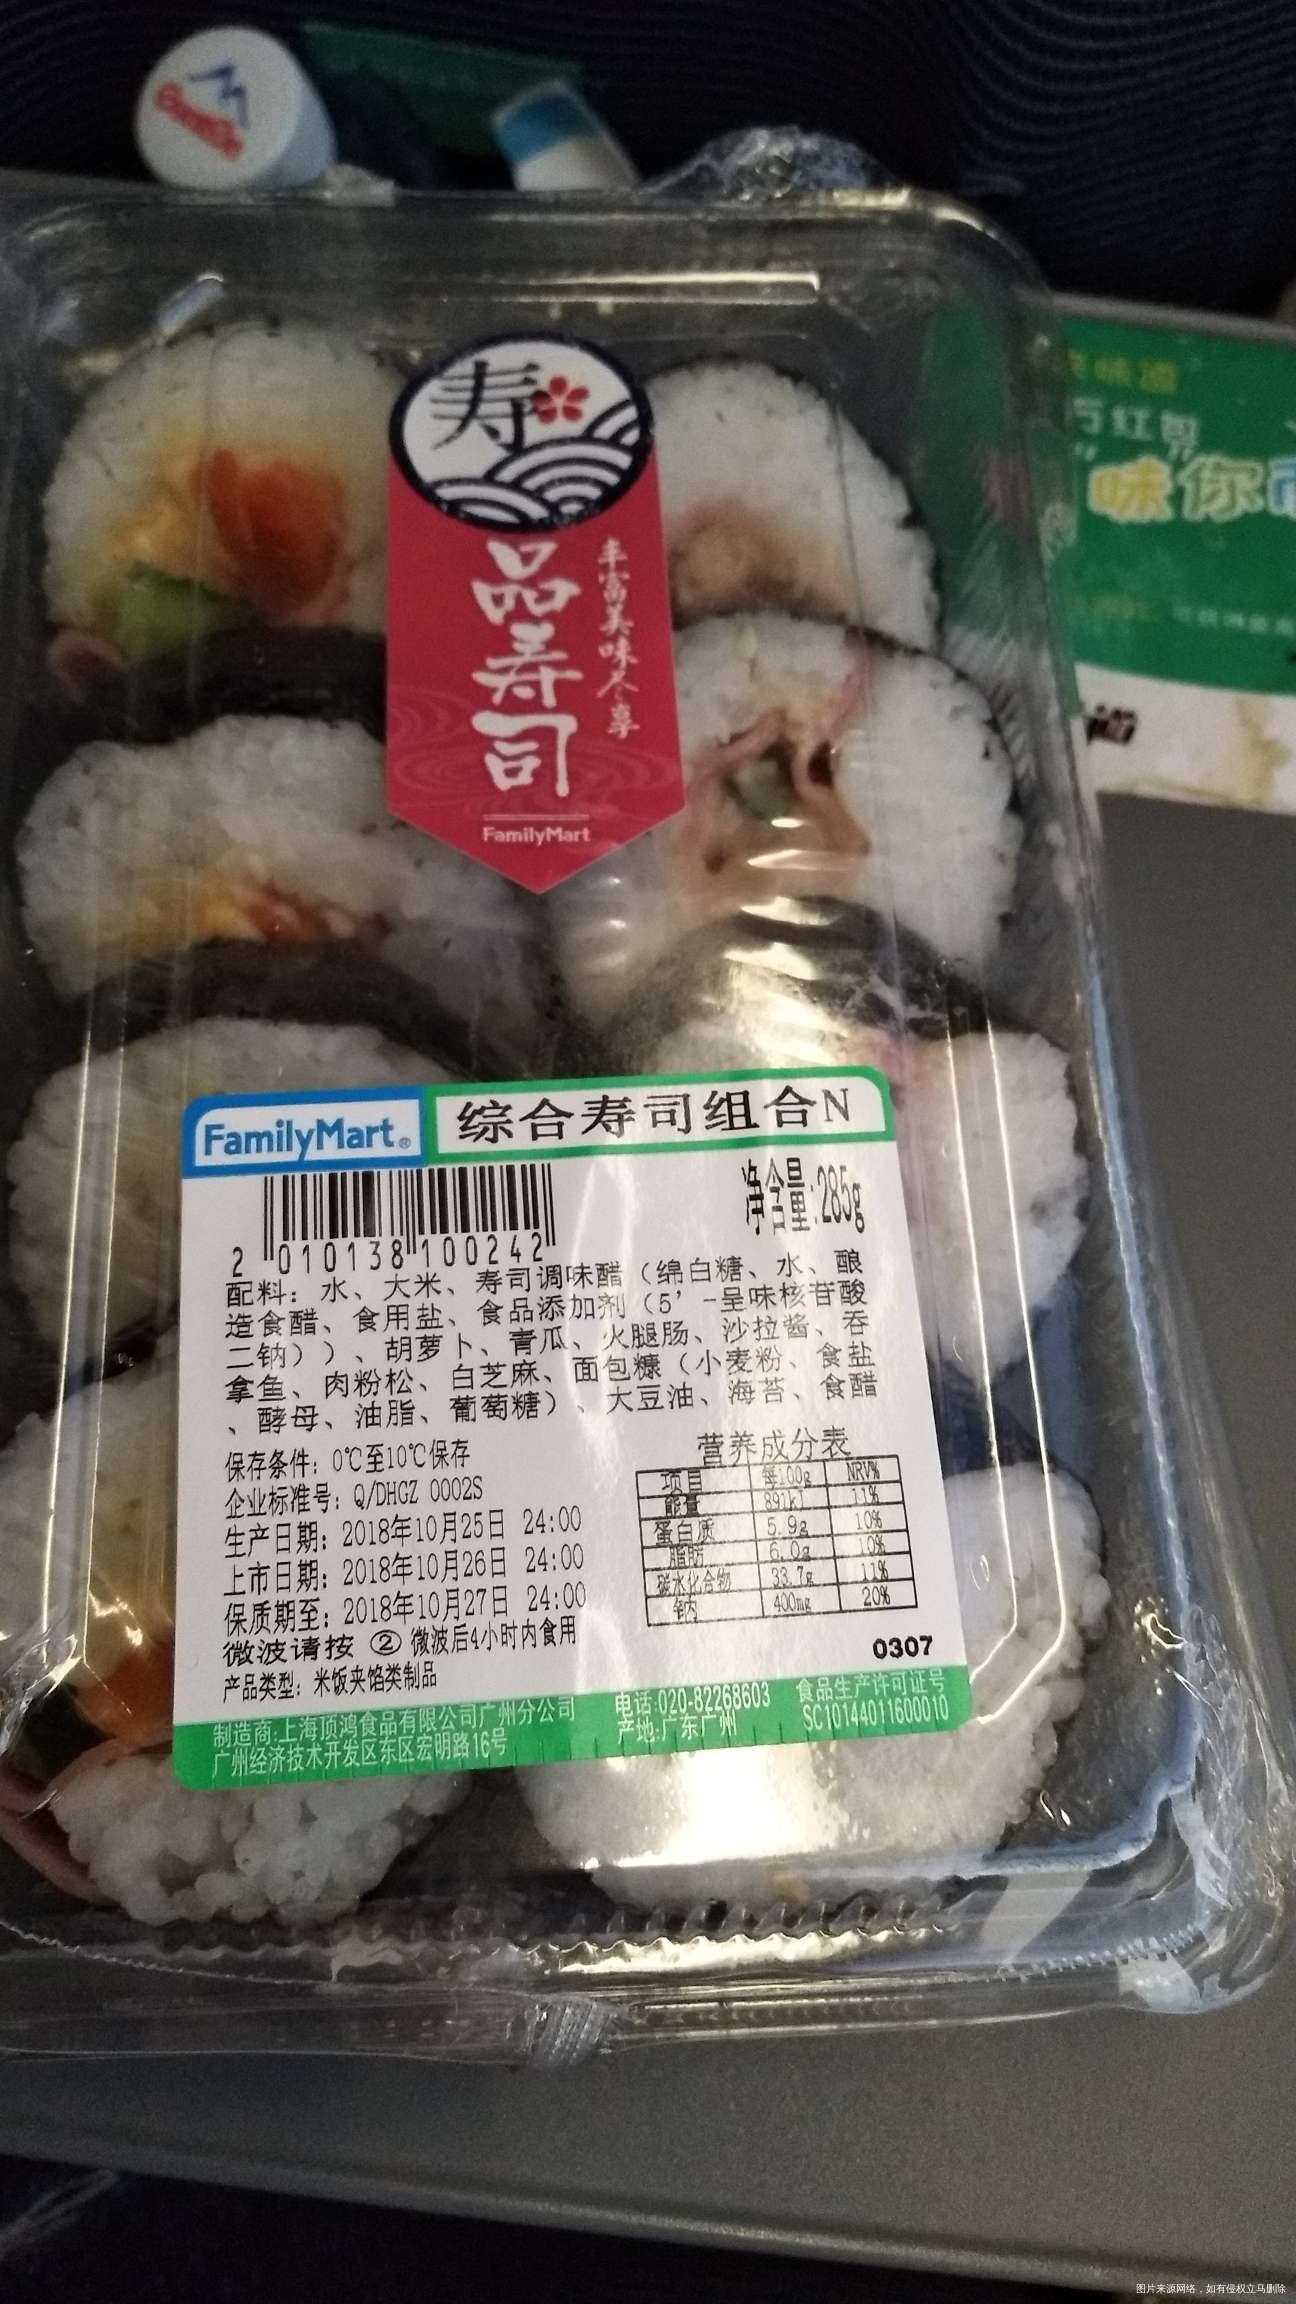 寿
品寿司
丰富美味尽享
FamilyMart
味道
万红
"味你
FamilyMart®
综合寿司组合N
净含量:285g
2 010138 100242
配料：水、大米、寿司调味醋（绵白糖、水、酿
造食醋、食用盐、食品添加剂（5’-呈味核苷酸
二钠））、胡萝卜、青瓜、火腿肠、沙拉酱、吞
拿鱼、肉粉松、白芝麻、面包糠（小麦粉、食盐
、酵母、油脂、葡萄糖）、大豆油、海苔、食醋
保存条件：0℃至10℃保存
企业标准号：Q/DHGZ 0002S
生产日期：2018年10月25日 24:00
上市日期：2018年10月26日 24:00
保质期至：2018年10月27日 24:00
微波请按 ② 微波后4小时内食用
产品类型：米饭夹馅类制品
营养成分表
项目 每100g NRV%
能量 891kJ 11%
蛋白质 5.9g 10%
脂肪 6.0g 10%
碳水化合物 33.7g 11%
钠 400mg 20%
0307
制造商:上海顶鸿食品有限公司广州分公司
广州经济技术开发区东区宏明路16号
电话:020-82268603
产地:广东广州
食品生产许可证号
SC10144011600010
图片来源网络，如有侵权立马删除